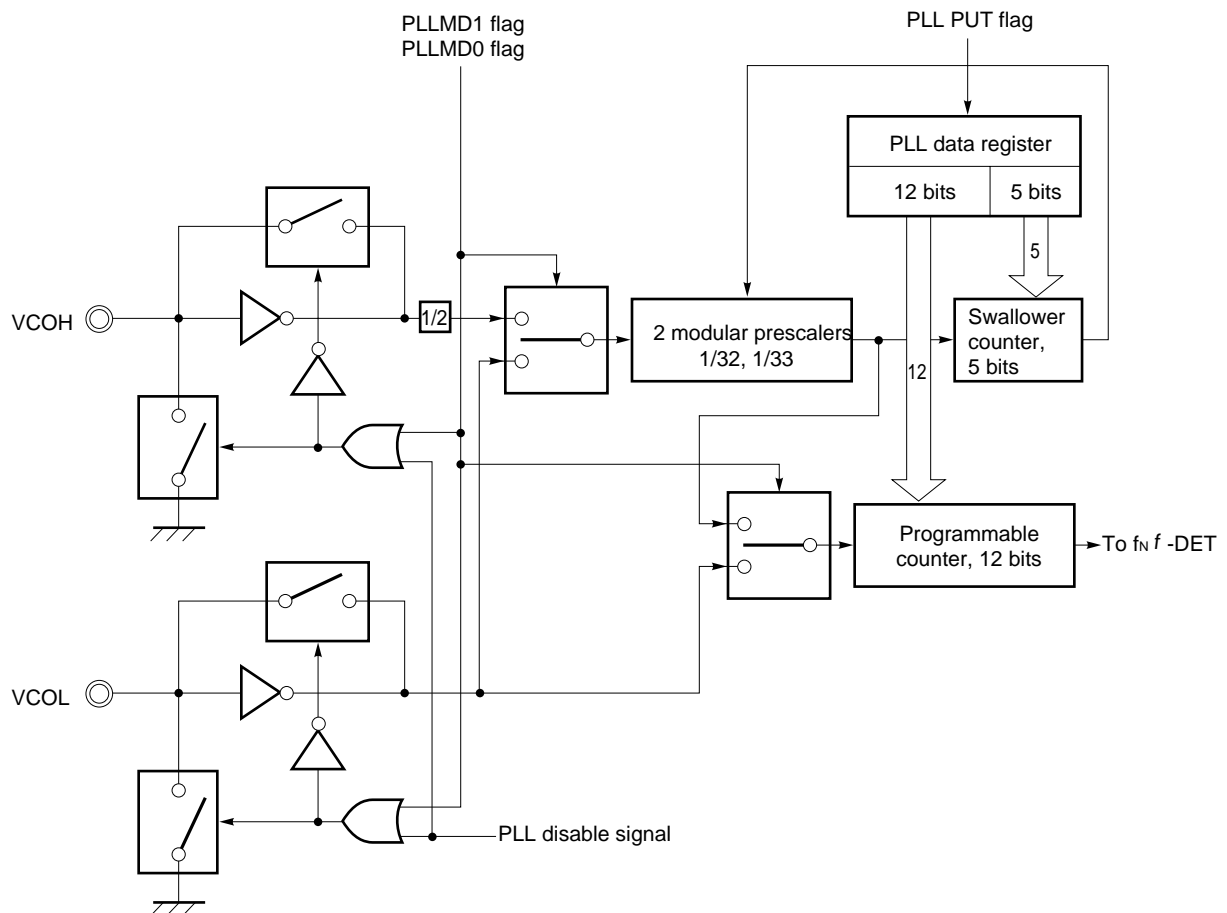 PLLMD1 flag
PLLMD0 flag
PLL PUT flag
PLL data register
12 bits
5 bits
5
VCOH
1/2
2 modular prescalers
1/32, 1/33
12
Swallower
counter,
5 bits
Programmable
counter, 12 bits
To fN f -DET
VCOL
PLL disable signal